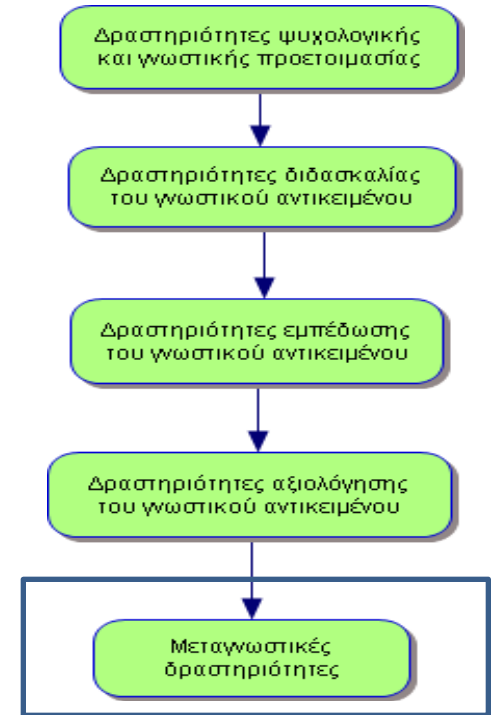 Δραστηριότητες ψυχολογικής
και γνωστικής προετοιμασίας
Δραστηριότητες διδασκαλίας
του γνωστικού αντικειμένου
Δραστηριότητες εμπέδωσης
του γνωστικού αντικειμένου
Δραστηριότητες αξιολόγησης
του γνωστικού αντικειμένου
Μεταγνωστικές
δραστηριότητες